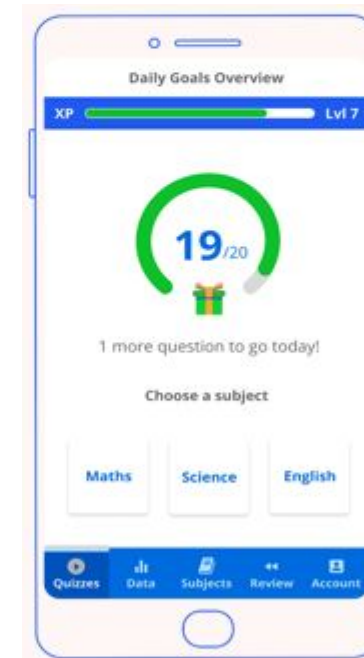 Daily Goals Overview
XP Lvl 7
19/20
1 more question to go today!
Choose a subject
Maths Science English
Quizzes Data Subjects Review Account